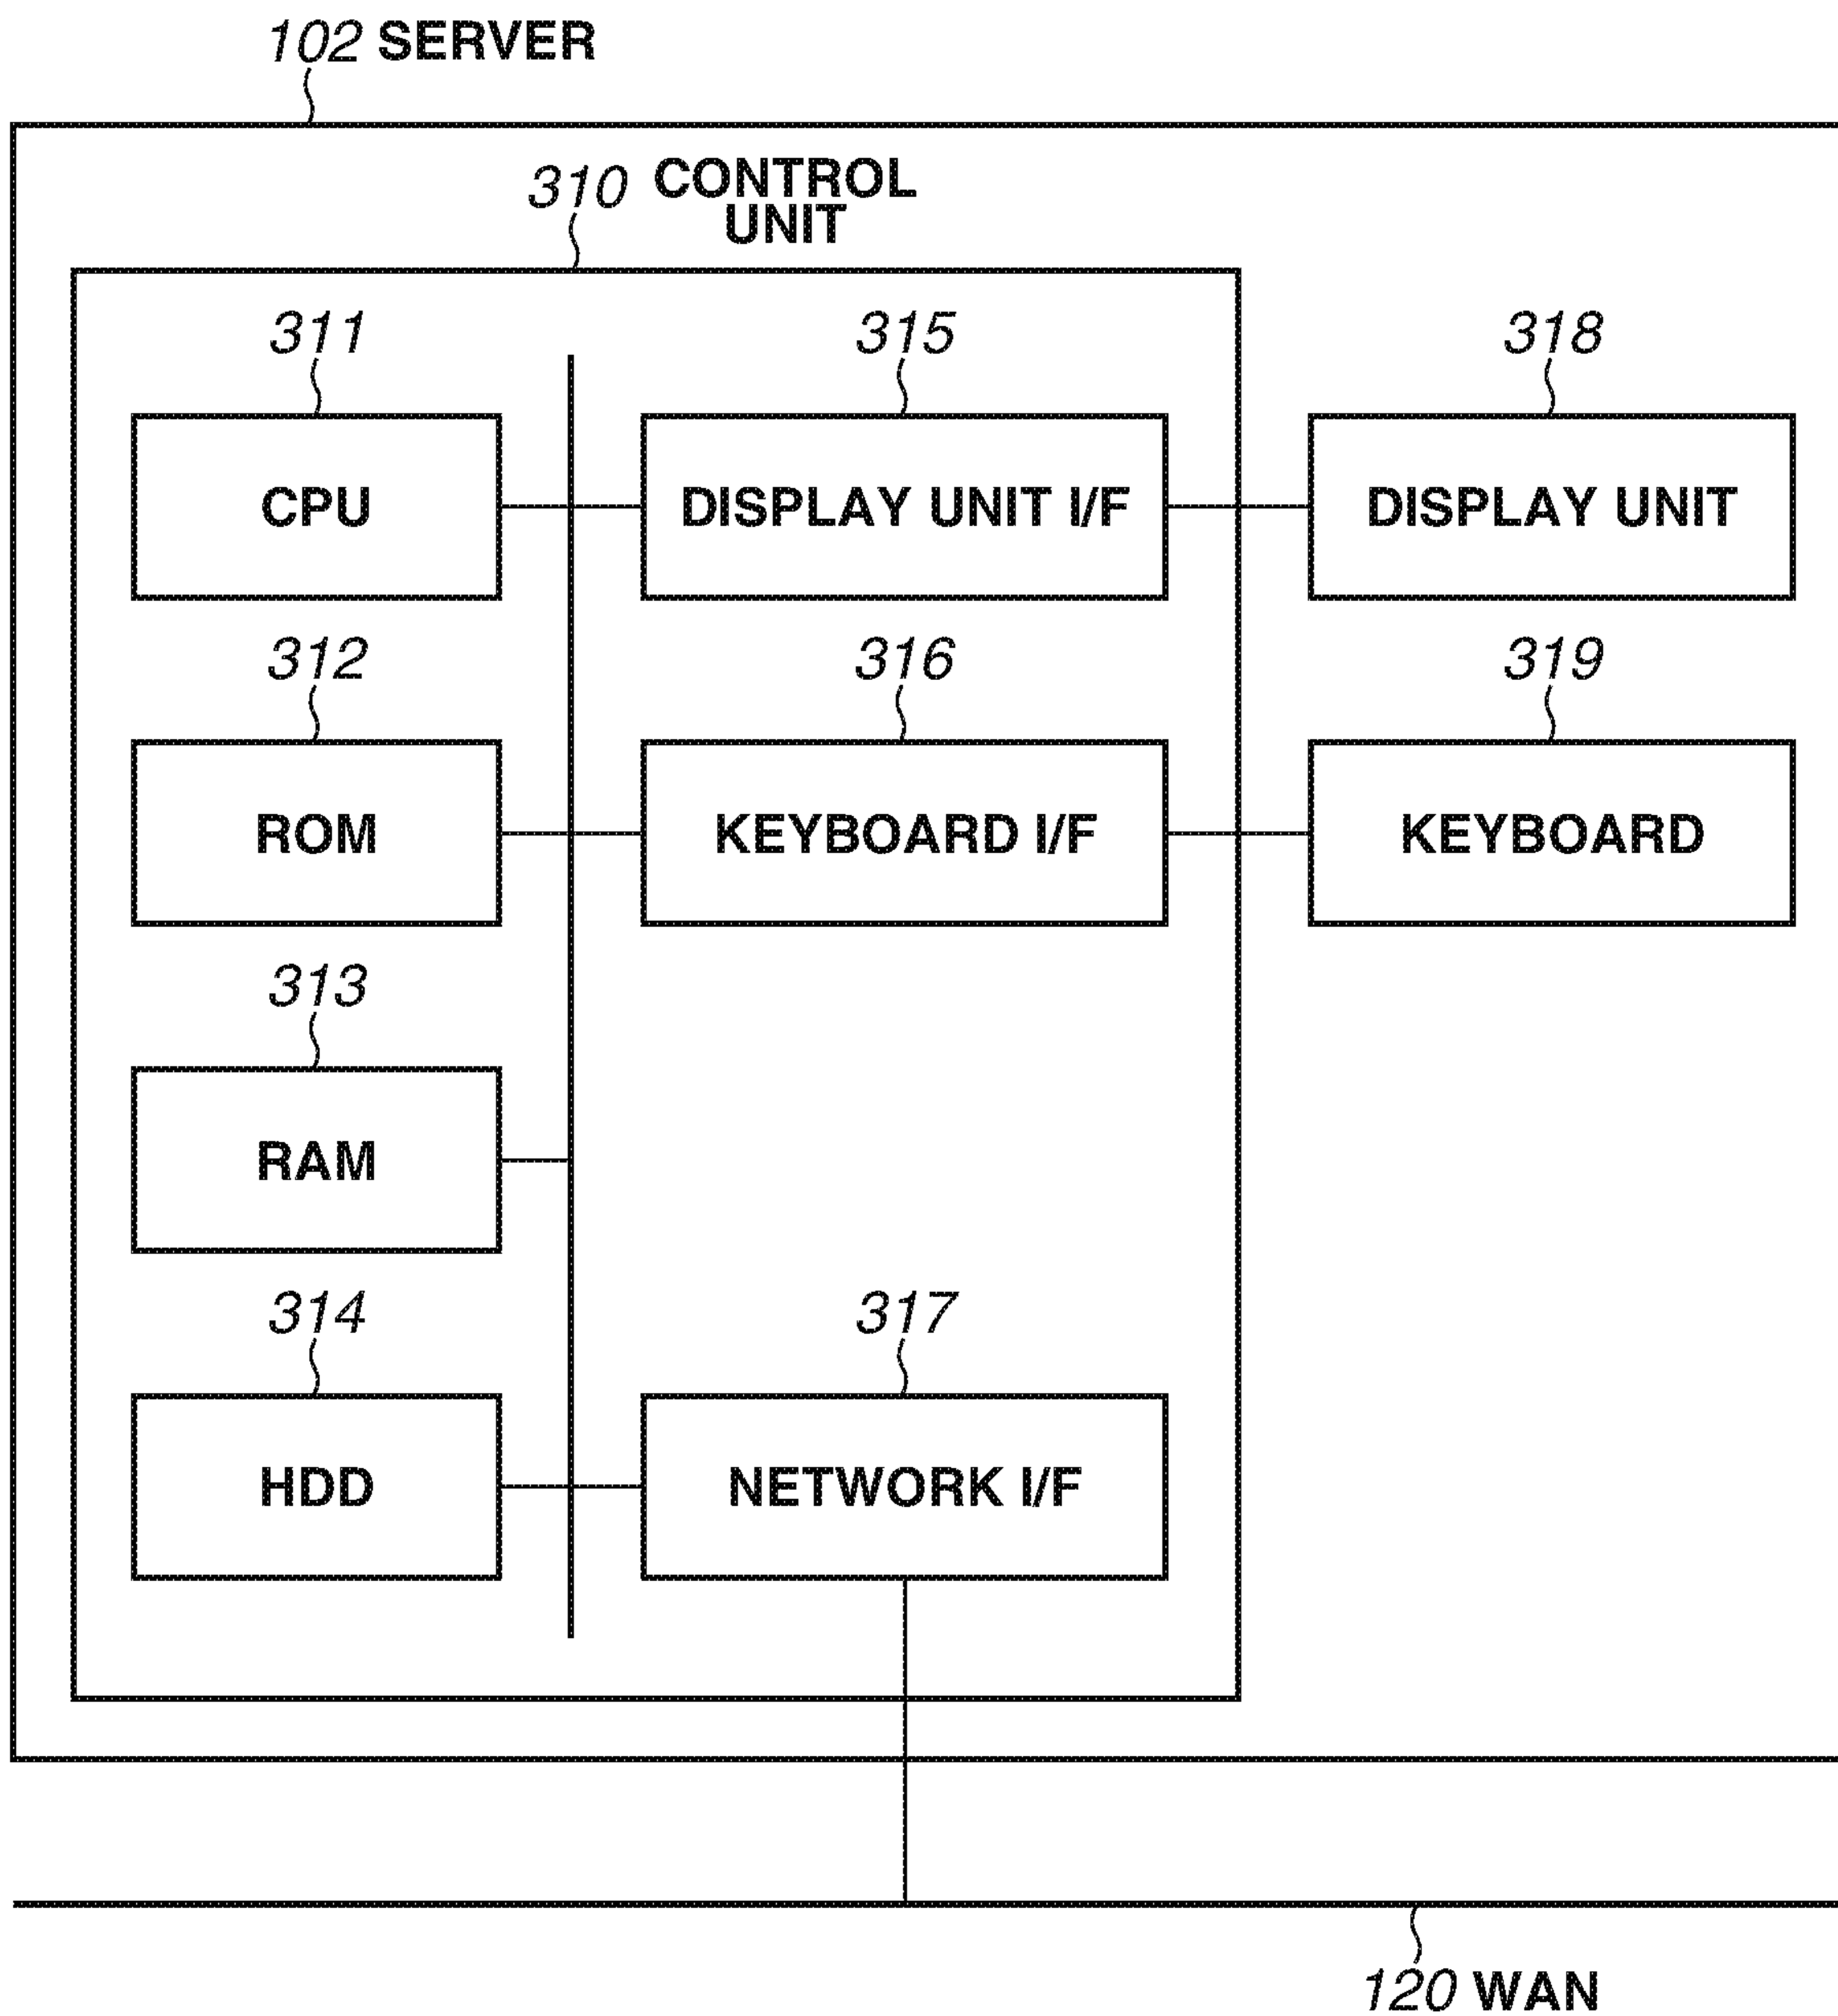 102 SERVER
310 CONTROL
UNIT
311
315
318
CPU
DISPLAY UNIT I/F
DISPLAY UNIT
312
316
319
ROM
KEYBOARD I/F
KEYBOARD
313
RAM
314
317
HDD
NETWORK I/F
120 WAN